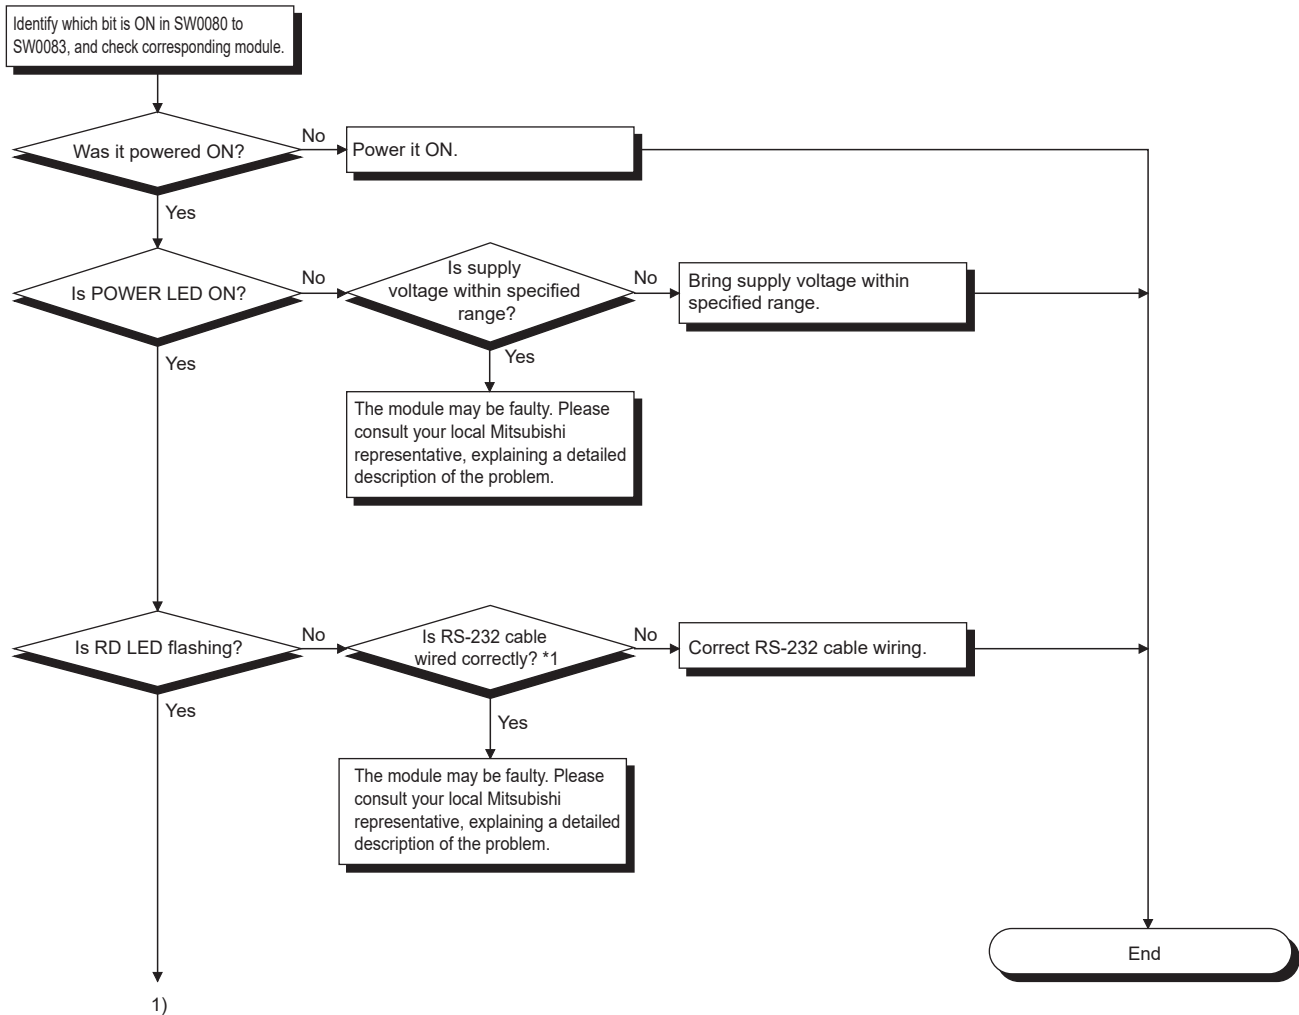 Identify which bit is ON in SW0080 to
SW0083, and check corresponding module.
Was it powered ON?
No
Power it ON.
Yes
Is POWER LED ON?
No
Is supply
voltage within specified
range?
No
Bring supply voltage within
specified range.
Yes
Yes
The module may be faulty. Please
consult your local Mitsubishi
representative, explaining a detailed
description of the problem.
Is RD LED flashing?
No
Is RS-232 cable
wired correctly? *1
No
Correct RS-232 cable wiring.
Yes
Yes
The module may be faulty. Please
consult your local Mitsubishi
representative, explaining a detailed
description of the problem.
End
1)